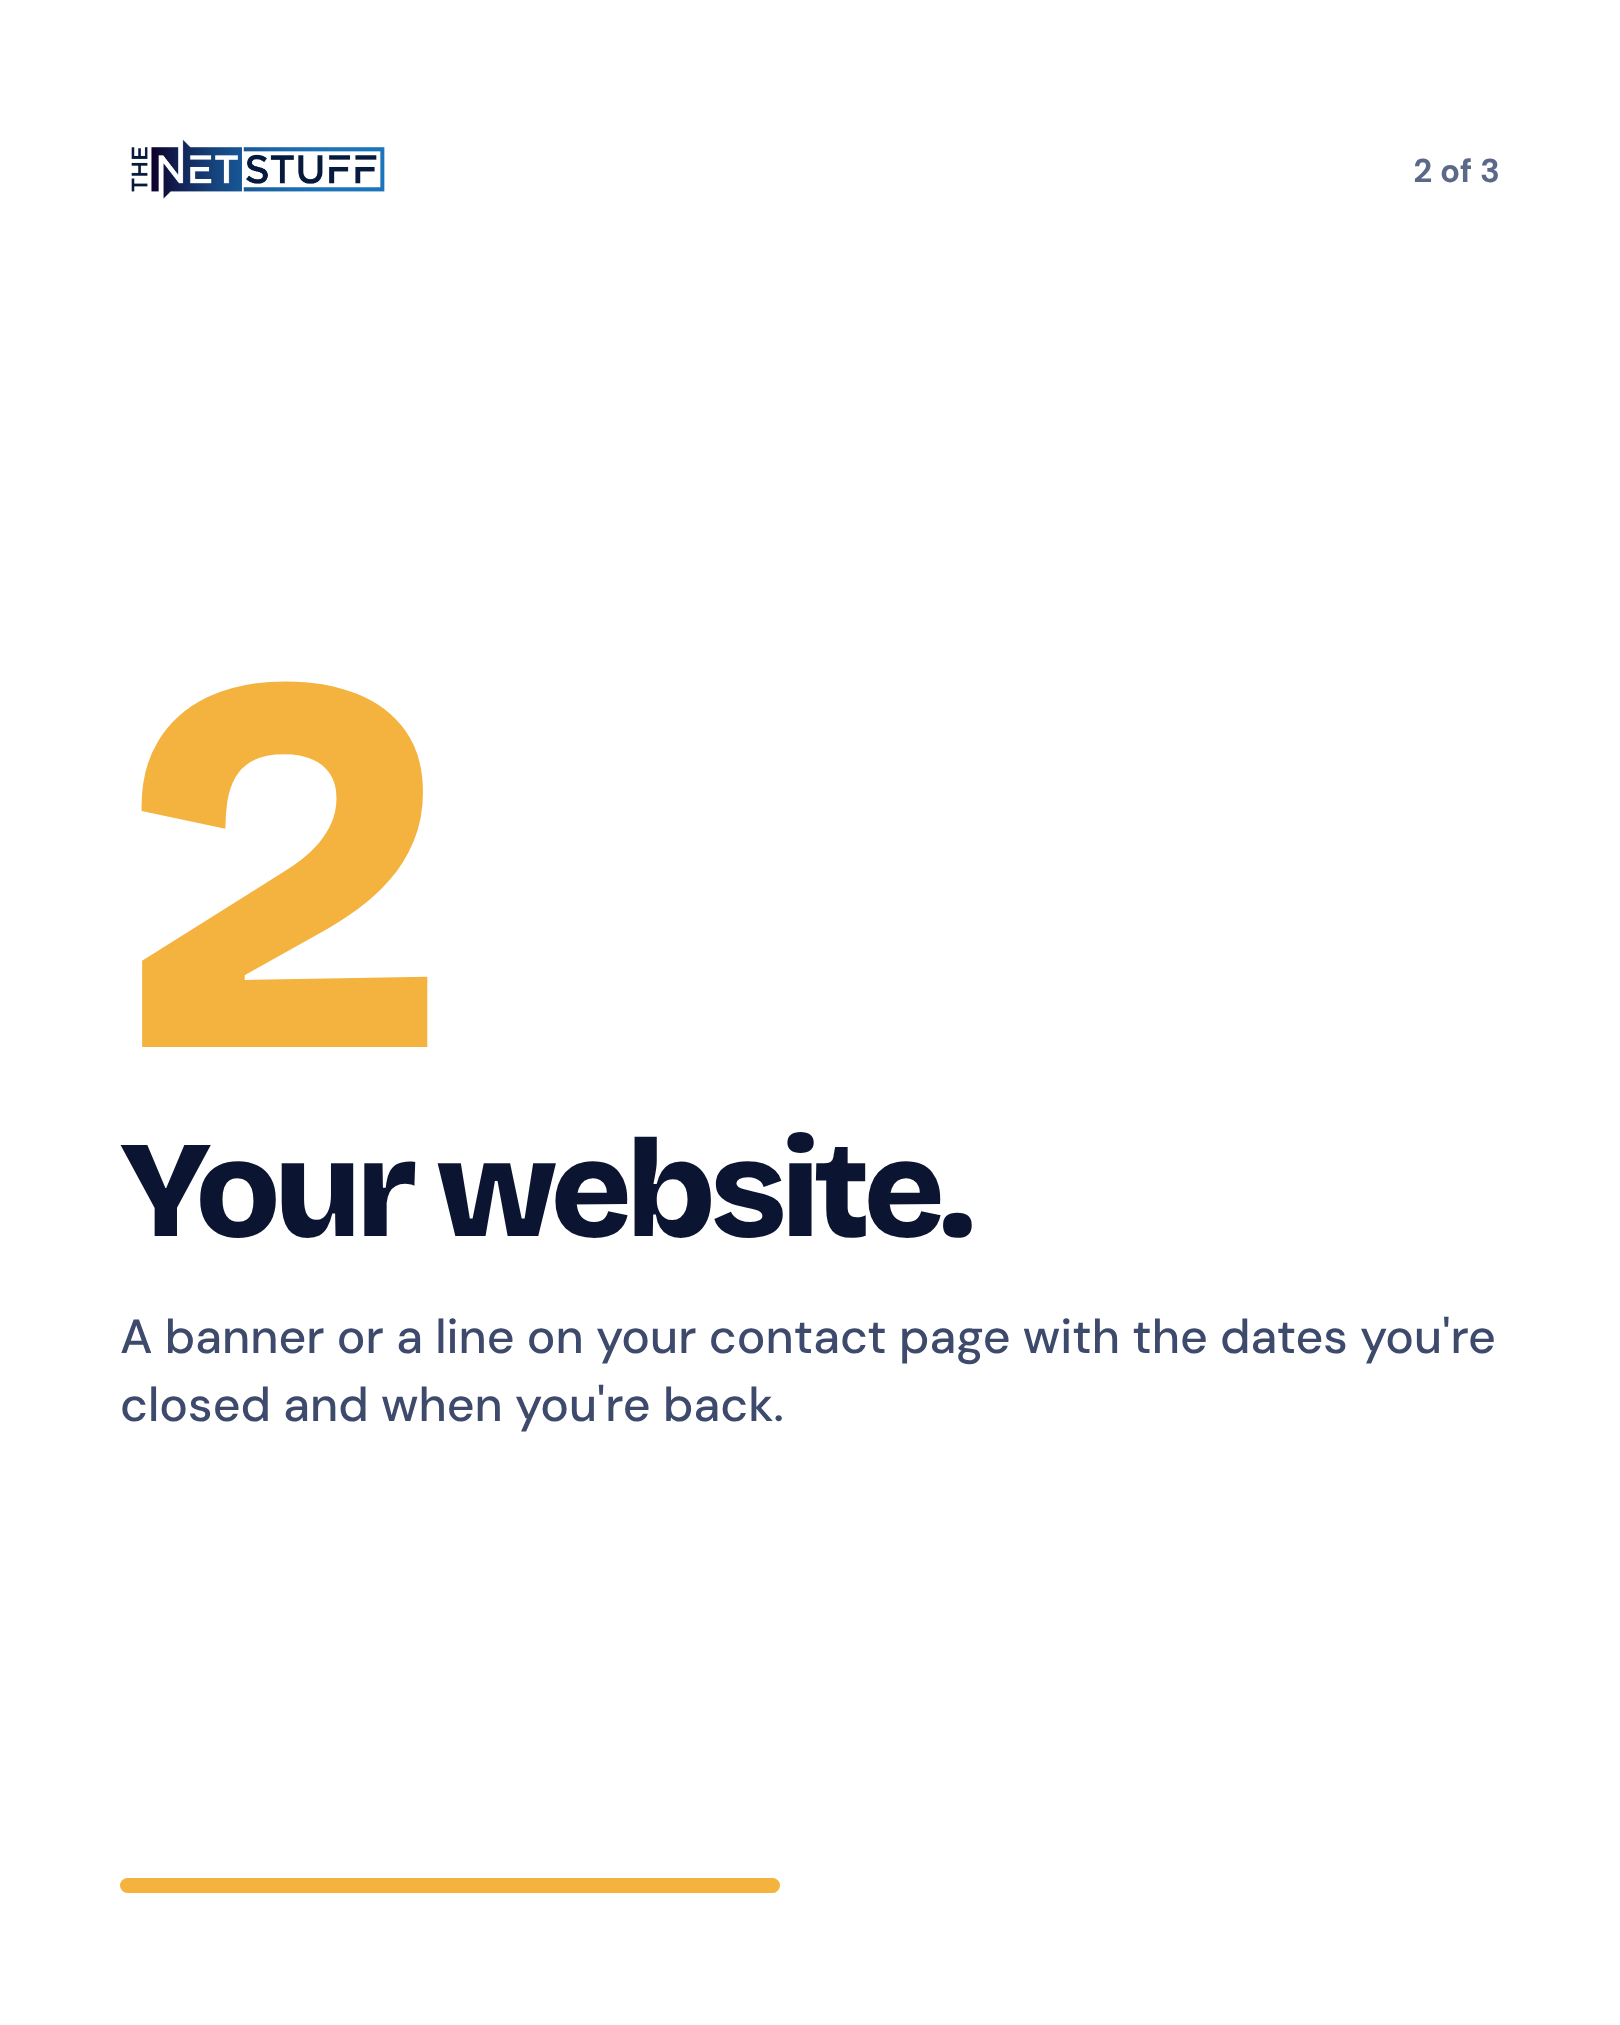 THE NETSTUFF
2 of 3
2
Your website.
A banner or a line on your contact page with the dates you're
closed and when you're back.